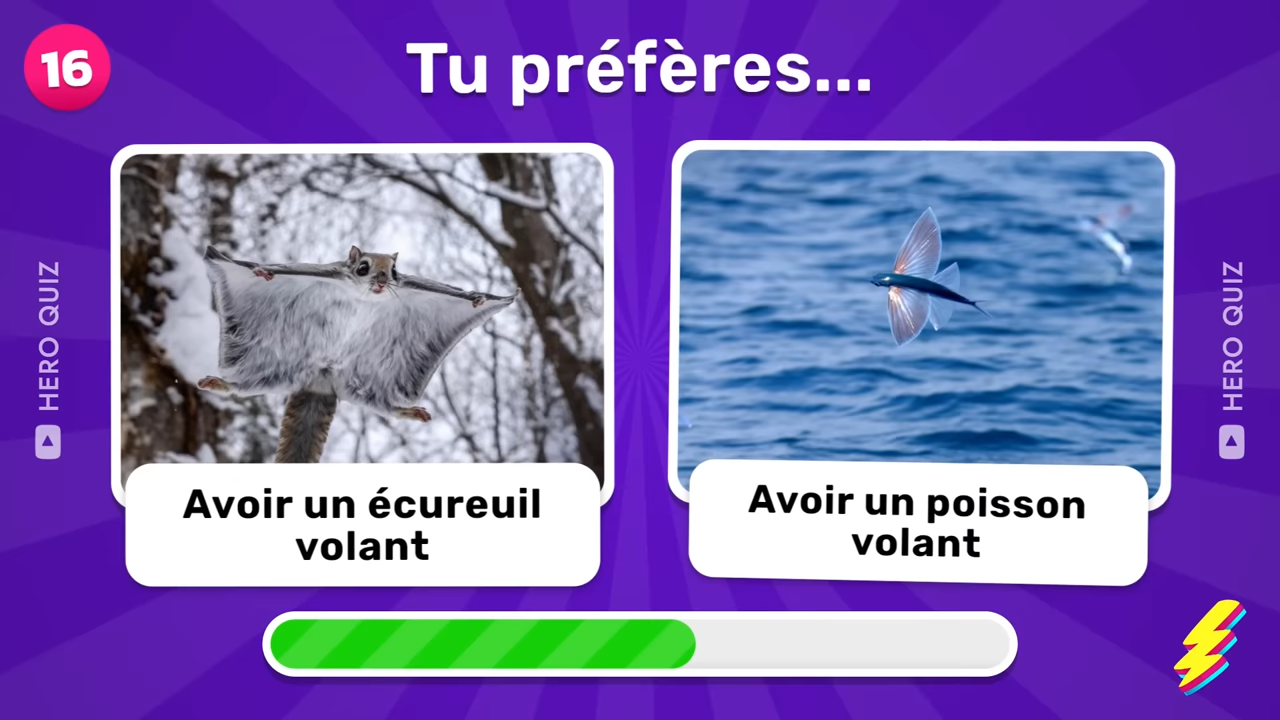 16
Tu préfères...
HERO QUIZ
Avoir un écureuil
volant
Avoir un poisson
volant
HERO QUIZ